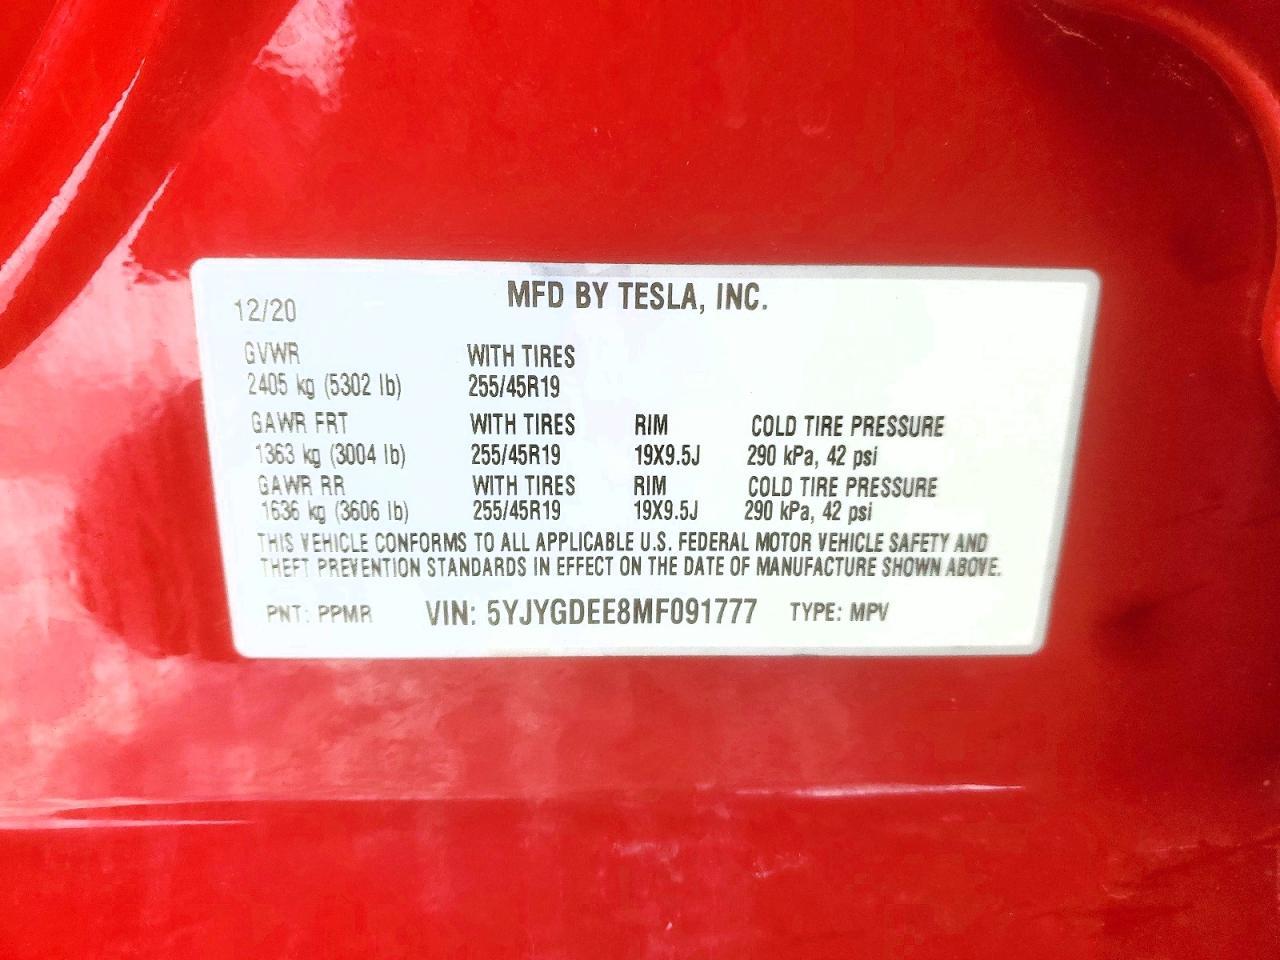 MFD BY TESLA, INC.
12/20
GVWR WITH TIRES
2405 kg (5302 lb) 255/45R19
GAWR FRT WITH TIRES RIM COLD TIRE PRESSURE
1363 kg (3004 lb) 255/45R19 19X9.5J 290 kPa, 42 psi
GAWR RR WITH TIRES RIM COLD TIRE PRESSURE
1636 kg (3606 lb) 255/45R19 19X9.5J 290 kPa, 42 psi
THIS VEHICLE CONFORMS TO ALL APPLICABLE U.S. FEDERAL MOTOR VEHICLE SAFETY AND
THEFT PREVENTION STANDARDS IN EFFECT ON THE DATE OF MANUFACTURE SHOWN ABOVE.
PNT: PPMR VIN: 5YJYGDEE8MF091777 TYPE: MPV